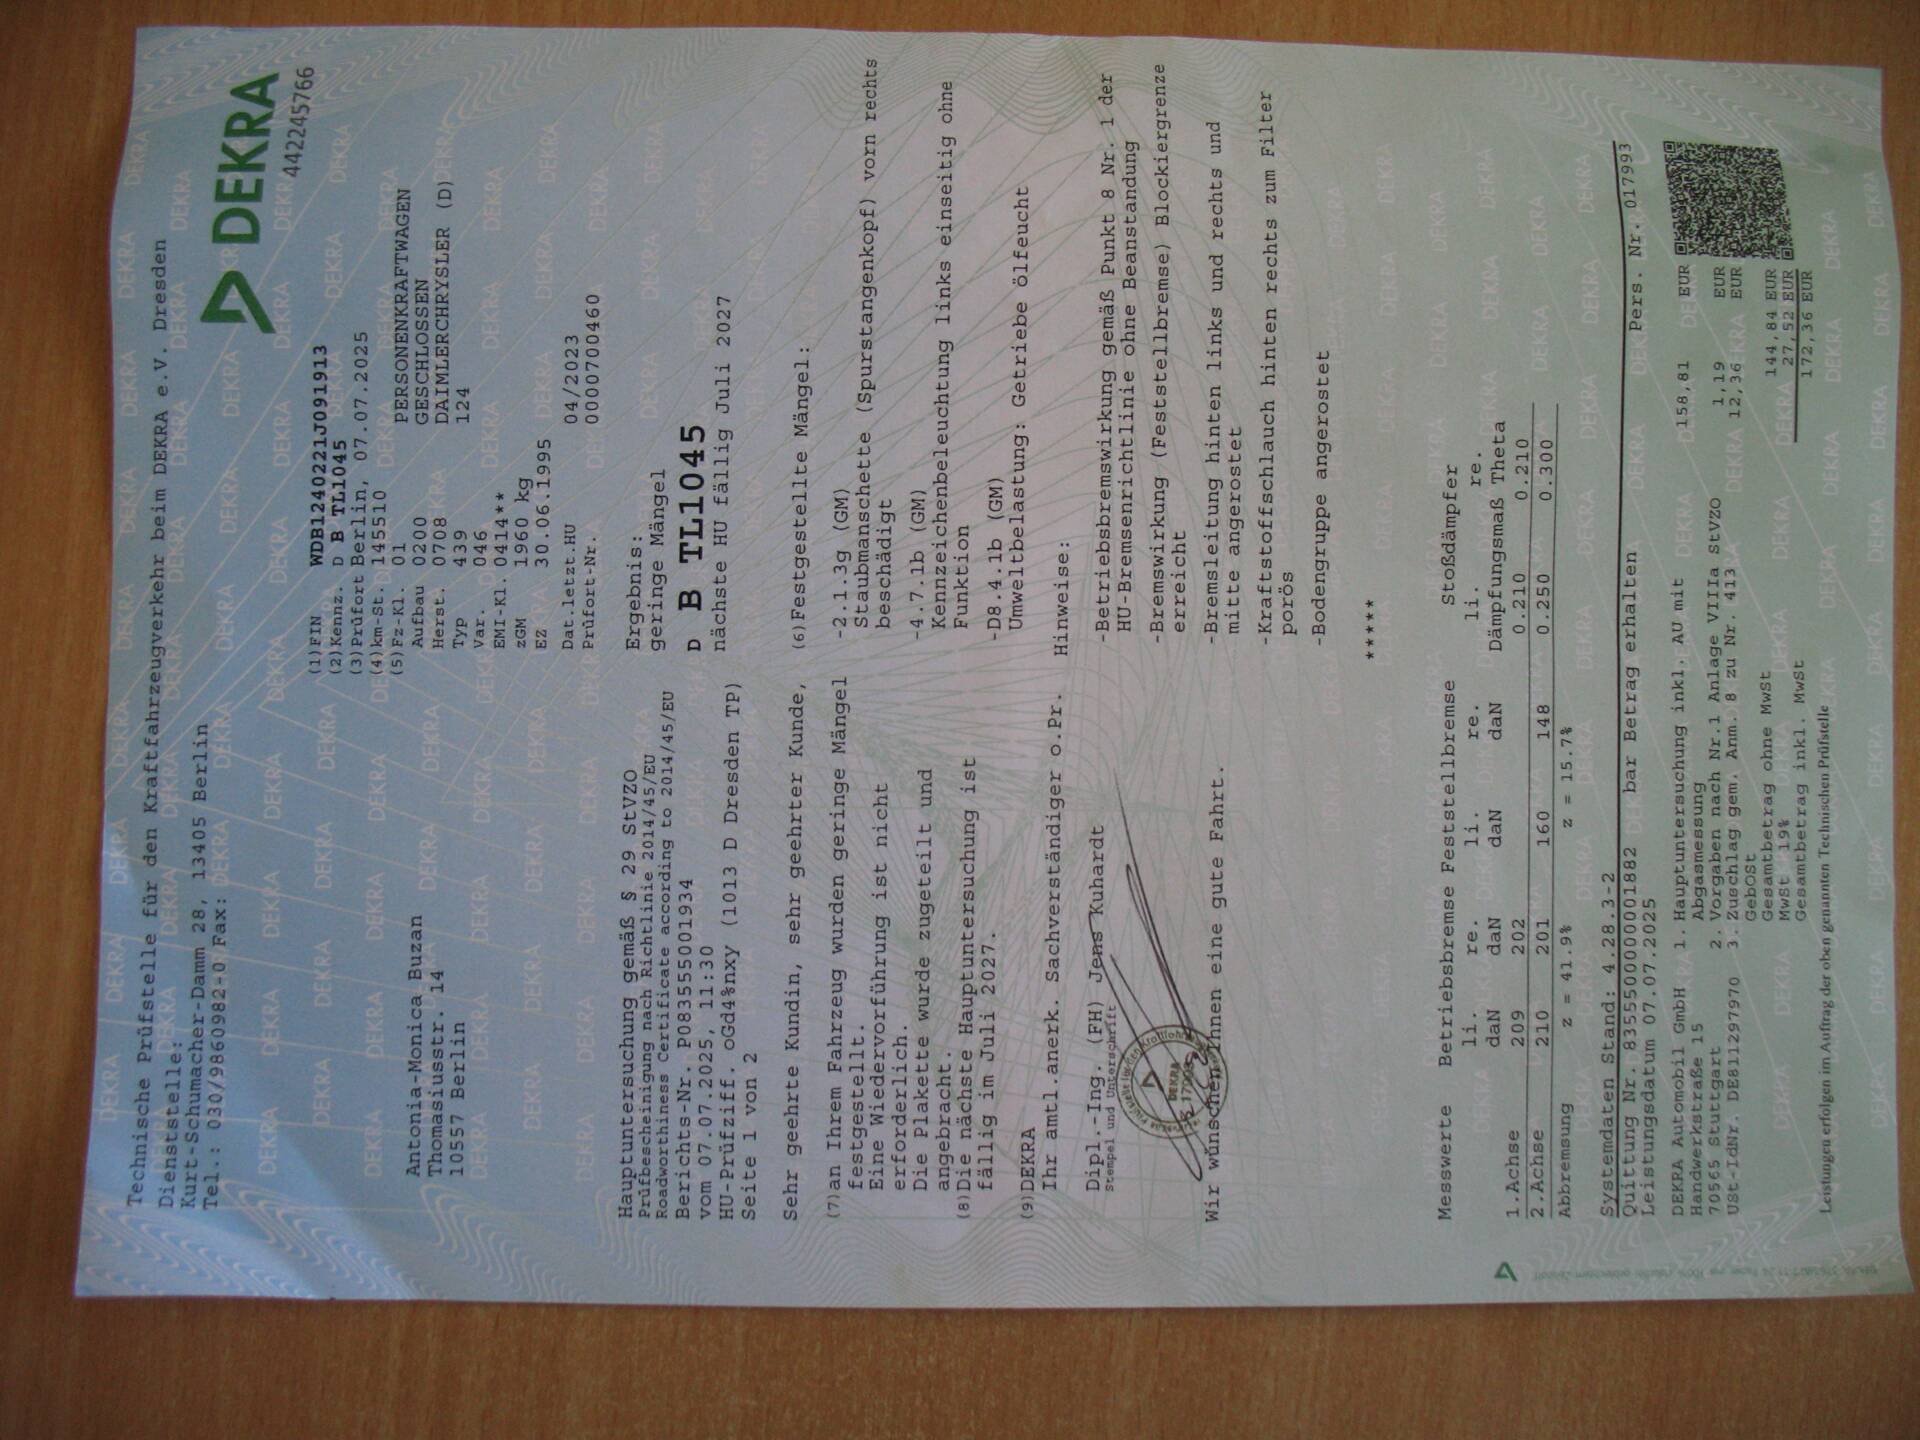 Technische Prüfstelle für den Kraftfahrzeugverkehr beim DEKRA e.V. Dresden
Dienststelle:
Kurt-Schumacher-Damm 28, 13405 Berlin
Tel.: 030/9860982-0 Fax:
DEKRA
4422245766
Antonia-Monica Buzan
Thomasiusstr. 14
10557 Berlin
(1)FIN WDB1240221J091913
(2)Kennz. D B TL1045
(3)Prüfort Berlin, 07.07.2025
(4)km-St. 145510
(5)Fz-Kl. 01 PERSONENKRAFTWAGEN
Aufbau 0200 GESCHLOSSEN
Herst. 0708 DAIMLERCHRYSLER (D)
Typ 439 124
Var. 046
EMI-Kl. 0414**
zGM 1960 kg
EZ 30.06.1995
Dat.letzt.HU 04/2023
Prüfort-Nr. 0000700460
Hauptuntersuchung gemäß § 29 StVZO
Prüfbescheinigung nach Richtlinie 2014/45/EU
Roadworthiness Certificate according to 2014/45/EU
Berichts-Nr. P083555001934
vom 07.07.2025, 11:30
HU-Prüfziff. oGd4%nxy (1013 D Dresden TP)
Seite 1 von 2
Ergebnis:
geringe Mängel
D B TL1045
nächste HU fällig Juli 2027
Sehr geehrte Kundin, sehr geehrter Kunde,
(7)an Ihrem Fahrzeug wurden geringe Mängel
festgestellt.
Eine Wiedervorführung ist nicht
erforderlich.
Die Plakette wurde zugeteilt und
angebracht.
(8)Die nächste Hauptuntersuchung ist
fällig im Juli 2027.
(9)DEKRA
Ihr amtl.anerk. Sachverständiger o.Pr.
Dipl.-Ing. (FH) Jens Kuhardt
Stempel und Unterschrift
Wir wünschen Ihnen eine gute Fahrt.
(6)Festgestellte Mängel:
-2.1.3g (GM)
Staubmanschette (Spurstangenkopf) vorn rechts
beschädigt
-4.7.1b (GM)
Kennzeichenbeleuchtung links einseitig ohne
Funktion
-D8.4.1b (GM)
Umweltbelastung: Getriebe ölfeucht
Hinweise:
-Betriebsbremswirkung gemäß Punkt 8 Nr. 1 der
HU-Bremsenrichtlinie ohne Beanstandung
-Bremswirkung (Feststellbremse) Blockiergrenze
erreicht
-Bremsleitung hinten links und rechts und
mitte angerostet
-Kraftstoffschlauch hinten rechts zum Filter
porös
-Bodengruppe angerostet
*****
Messwerte Betriebsbremse Feststellbremse Stoßdämpfer
li. re. li. re. li. re.
daN daN daN daN Dämpfungsmaß Theta
1.Achse 209 202 0.210 0.210
2.Achse 210 201 160 148 0.250 0.300
Abbremsung z = 41.9% z = 15.7%
Systemdaten Stand: 4.28.3-2
Quittung Nr. 835550000001882 bar Betrag erhalten Pers. Nr. 017993
Leistungsdatum 07.07.2025
DEKRA Automobil GmbH
Handwerkstraße 15
70565 Stuttgart
USt-IdNr. DE811297970
1. Hauptuntersuchung inkl. AU mit 158,81 EUR
Abgasmessung
2. Vorgaben nach Nr.1 Anlage VIIIa StVZO 1,19 EUR
3. Zuschlag gem. Anm. 8 zu Nr. 413 12,36 EUR
GebOSt
Gesamtbetrag ohne MwSt 144,84 EUR
MwSt 19% 27,52 EUR
Gesamtbetrag inkl. MwSt 172,36 EUR
Leistungen erfolgen im Auftrag der oben genannten Technischen Prüfstelle